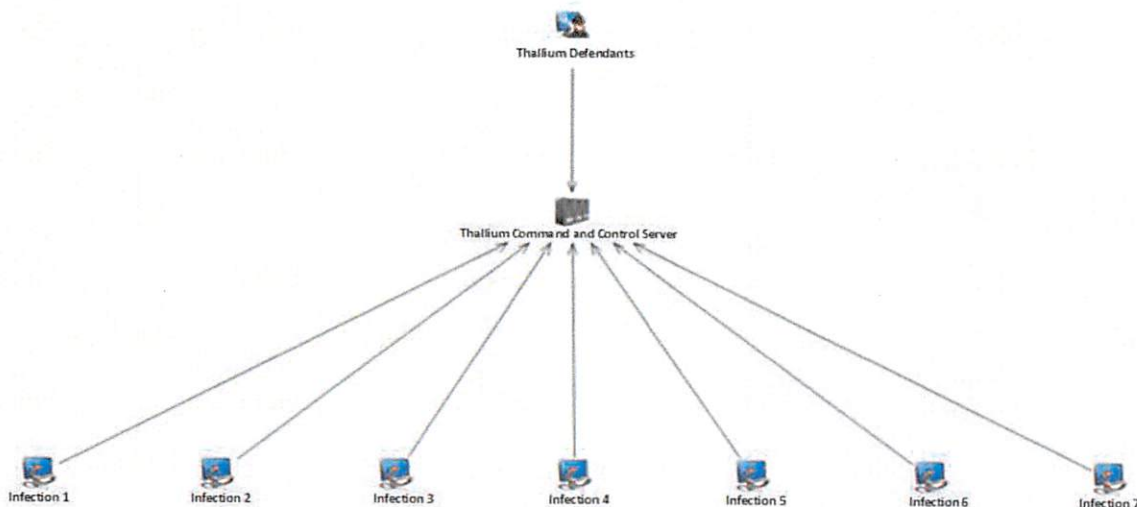 Thallium Defendants
Thallium Command and Control Server
Infection 1
Infection 2
Infection 3
Infection 4
Infection 5
Infection 6
Infection 7